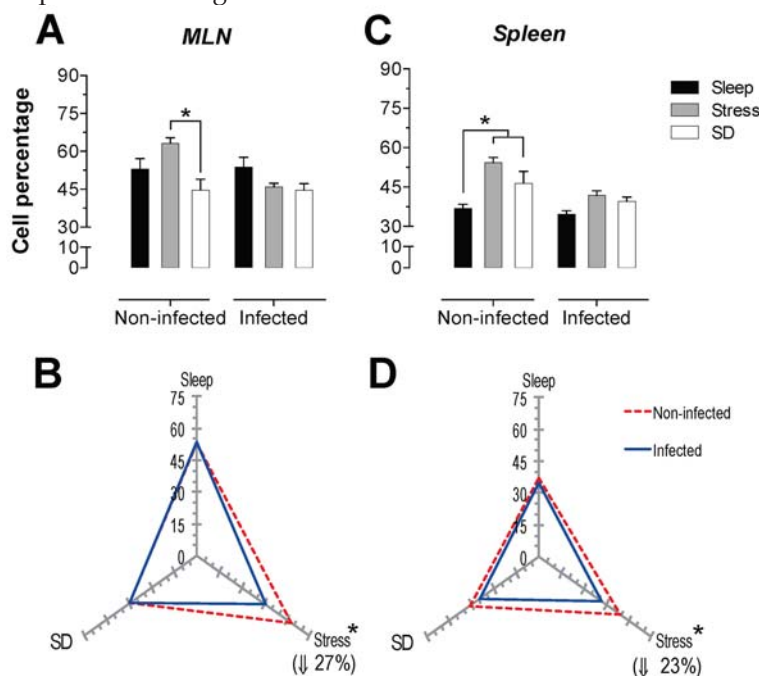 A MLN
C Spleen
Cell percentage
90
75
60
45
30
10
0
*
Non-infected Infected
90
75
60
45
30
10
0
*
Non-infected Infected
Sleep
Stress
SD
B
Sleep
75
60
45
30
15
0
SD
Stress*
(⇓ 27%)
D
Sleep
75
60
45
30
15
0
SD
Stress*
(⇓ 23%)
Non-infected
Infected